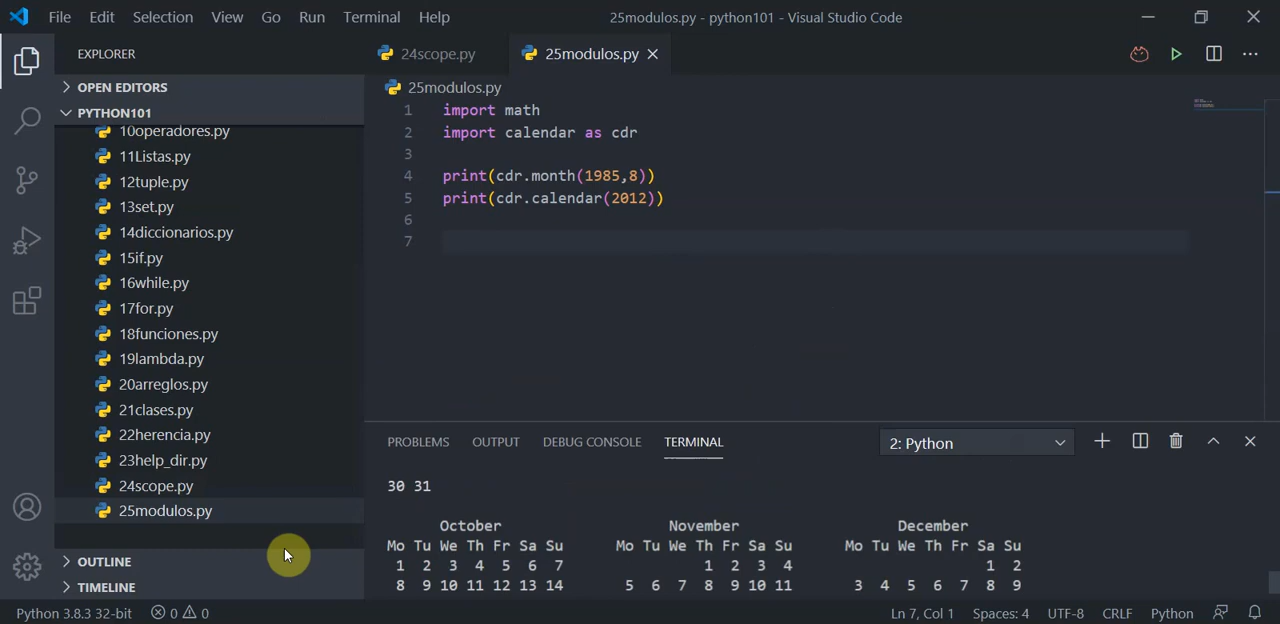 File Edit Selection View Go Run Terminal Help 25modulos.py - python101 - Visual Studio Code
EXPLORER
OPEN EDITORS
PYTHON101
10operadores.py
11Listas.py
12tuple.py
13set.py
14diccionarios.py
15if.py
16while.py
17for.py
18funciones.py
19lambda.py
20arreglos.py
21clases.py
22herencia.py
23help_dir.py
24scope.py
25modulos.py
OUTLINE
TIMELINE
24scope.py 25modulos.py
25modulos.py
1 import math
2 import calendar as cdr
3
4 print(cdr.month(1985,8))
5 print(cdr.calendar(2012))
6
7
PROBLEMS OUTPUT DEBUG CONSOLE TERMINAL 2: Python
30 31
October November December
Mo Tu We Th Fr Sa Su Mo Tu We Th Fr Sa Su Mo Tu We Th Fr Sa Su
1 2 3 4 5 6 7 1 2 3 4 1 2
8 9 10 11 12 13 14 5 6 7 8 9 10 11 3 4 5 6 7 8 9
Python 3.8.3 32-bit 0 0 Ln 7, Col 1 Spaces: 4 UTF-8 CRLF Python